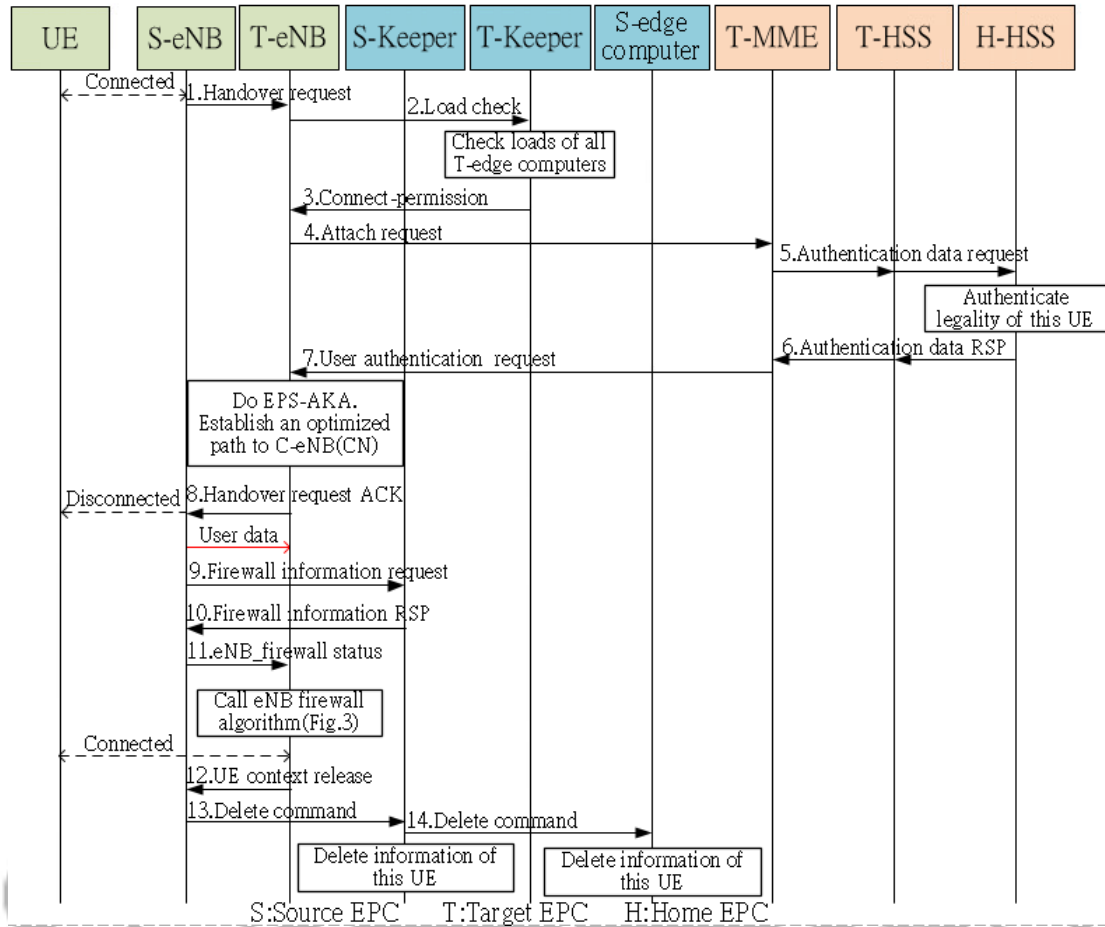 UE
S-eNB
T-eNB
S-Keeper
T-Keeper
S-edge
computer
T-MME
T-HSS
H-HSS
Connected
1.Handover request
2.Load check
Check loads of all
T-edge computers
3.Connect-permission
4.Attach request
5.Authentication data request
Authenticate
legality of this UE
6.Authentication data RSP
7.User authentication request
Do EPS-AKA.
Establish an optimized
path to C-eNB(CN)
8.Handover request ACK
Disconnected
User data
9.Firewall information request
10.Firewall information RSP
11.eNB_firewall status
Call eNB firewall
algorithm(Fig.3)
Connected
12.UE context release
13.Delete command
14.Delete command
Delete information of
this UE
Delete information of
this UE
S:Source EPC T:Target EPC H:Home EPC